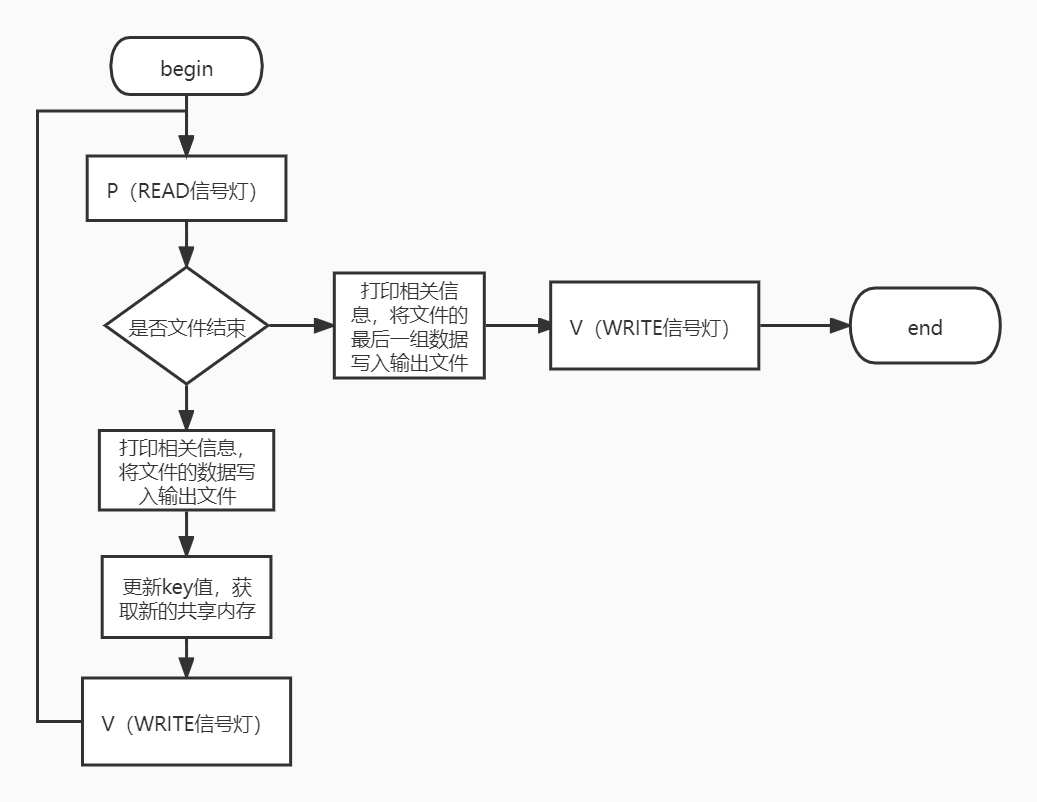 begin
P（READ信号灯）
是否文件结束
打印相关信
息，将文件的
最后一组数据
写入输出文件
V（WRITE信号灯）
end
打印相关信息，
将文件的数据写
入输出文件
更新key值，获
取新的共享内存
V（WRITE信号灯）